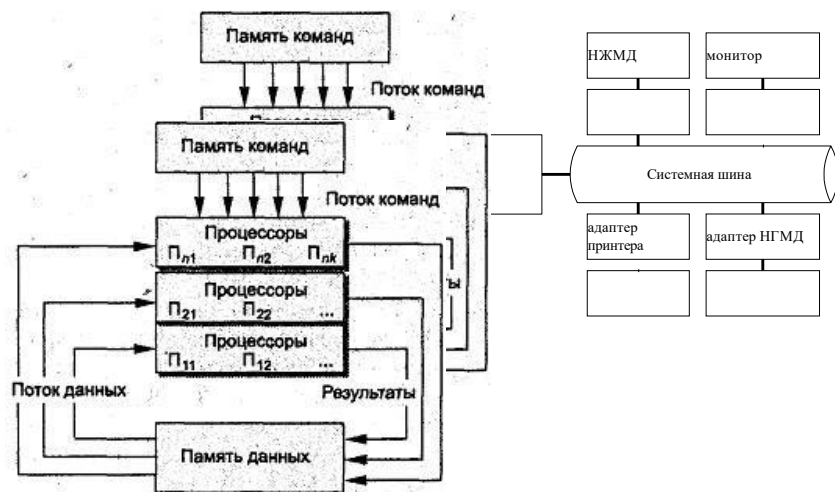 Память команд
Поток команд
Память команд
Поток команд
Процессоры
Пn1 Пn2 Пnk
Процессоры
П21 П22 ...
Процессоры
П11 П12 ...
Поток данных
Результаты
Память данных
НЖМД
монитор
Системная шина
адаптер
принтера
адаптер НГМД